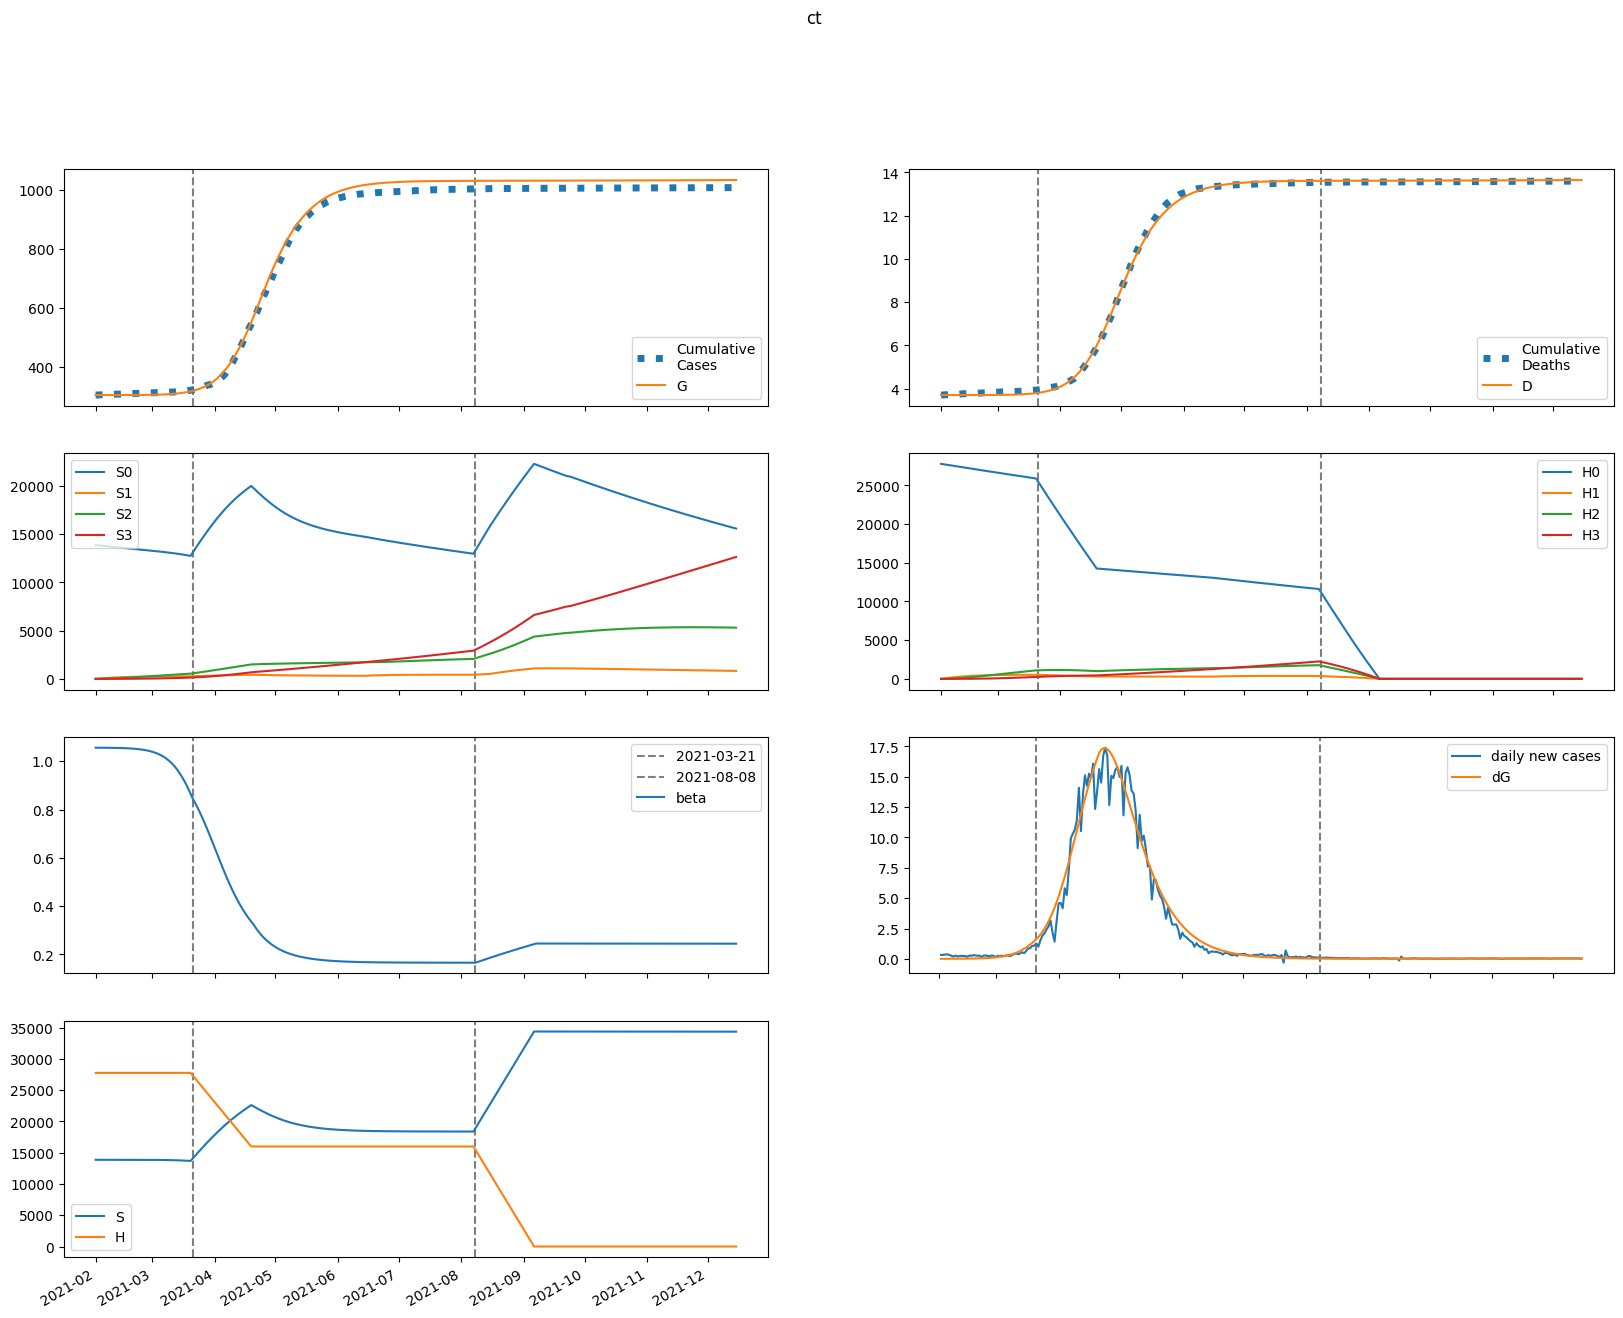 ct
1000
800
600
400
Cumulative
Cases
G
14
12
10
8
6
4
Cumulative
Deaths
D
20000
15000
10000
5000
0
S0
S1
S2
S3
25000
20000
15000
10000
5000
0
H0
H1
H2
H3
1.0
0.8
0.6
0.4
0.2
2021-03-21
2021-08-08
beta
17.5
15.0
12.5
10.0
7.5
5.0
2.5
0.0
daily new cases
dG
35000
30000
25000
20000
15000
10000
5000
0
S
H
2021-02
2021-03
2021-04
2021-05
2021-06
2021-07
2021-08
2021-09
2021-10
2021-11
2021-12